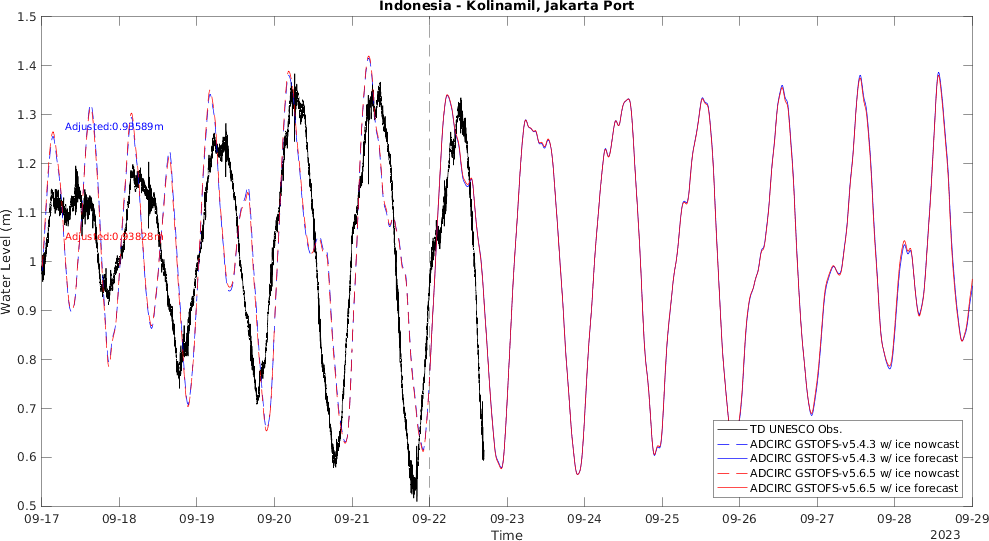 Indonesia - Kolinamil, Jakarta Port
Water Level (m)
1.5
1.4
1.3
1.2
1.1
1
0.9
0.8
0.7
0.6
0.5
Adjusted:0.93589m
Adjusted:0.93828m
TD UNESCO Obs.
ADCIRC GSTOFS-v5.4.3 w/ ice nowcast
ADCIRC GSTOFS-v5.4.3 w/ ice forecast
ADCIRC GSTOFS-v5.6.5 w/ ice nowcast
ADCIRC GSTOFS-v5.6.5 w/ ice forecast
09-17 09-18 09-19 09-20 09-21 09-22 09-23 09-24 09-25 09-26 09-27 09-28 09-29
Time
2023